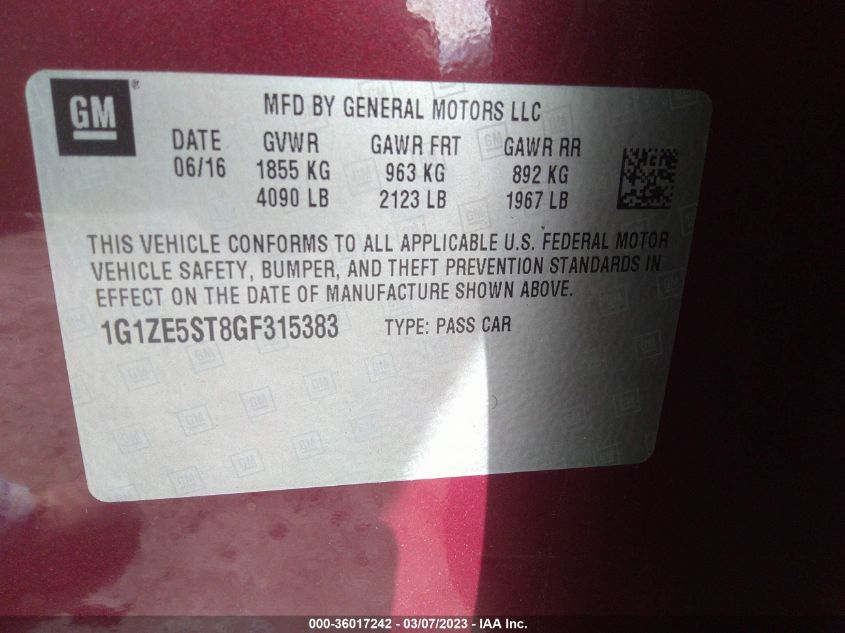 GM ®
MFD BY GENERAL MOTORS LLC
DATE GVWR GAWR FRT GAWR RR
06/16 1855 KG 963 KG 892 KG
4090 LB 2123 LB 1967 LB
THIS VEHICLE CONFORMS TO ALL APPLICABLE U.S. FEDERAL MOTOR
VEHICLE SAFETY, BUMPER, AND THEFT PREVENTION STANDARDS IN
EFFECT ON THE DATE OF MANUFACTURE SHOWN ABOVE.
1G1ZE5ST8GF315383 TYPE: PASS CAR
000-36017242 — 03/07/2023 — IAA Inc.